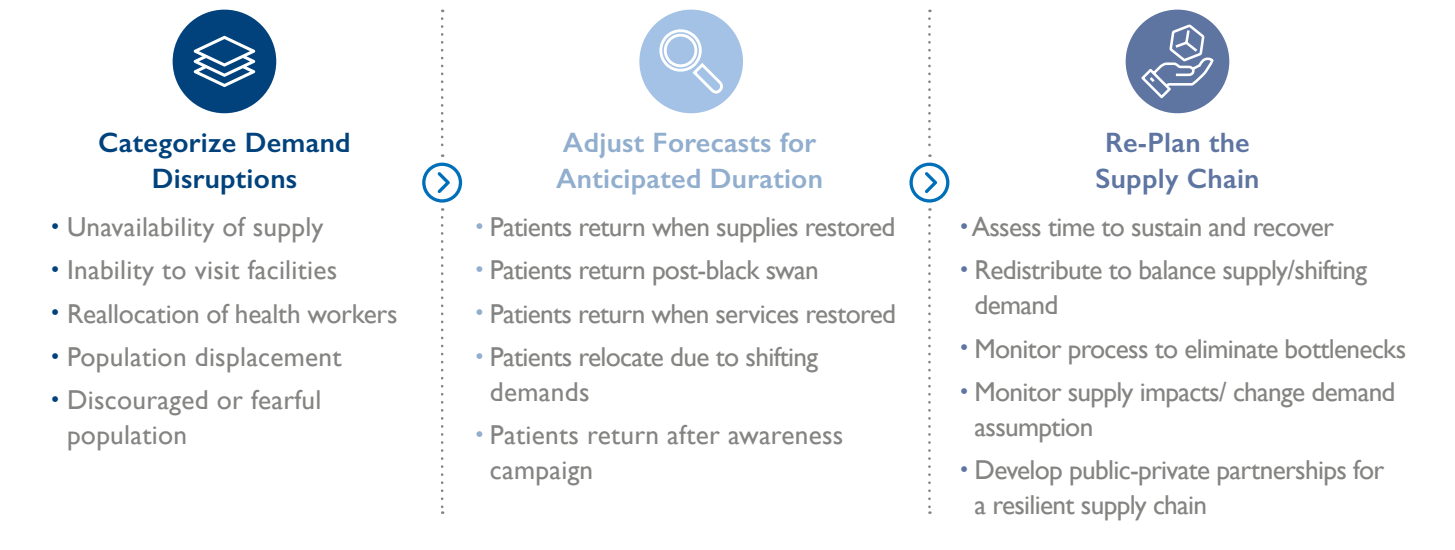 Categorize Demand
Disruptions
• Unavailability of supply
• Inability to visit facilities
• Reallocation of health workers
• Population displacement
• Discouraged or fearful
population
Adjust Forecasts for
Anticipated Duration
• Patients return when supplies restored
• Patients return post-black swan
• Patients return when services restored
• Patients relocate due to shifting
demands
• Patients return after awareness
campaign
Re-Plan the
Supply Chain
• Assess time to sustain and recover
• Redistribute to balance supply/shifting
demand
• Monitor process to eliminate bottlenecks
• Monitor supply impacts/ change demand
assumption
• Develop public-private partnerships for
a resilient supply chain